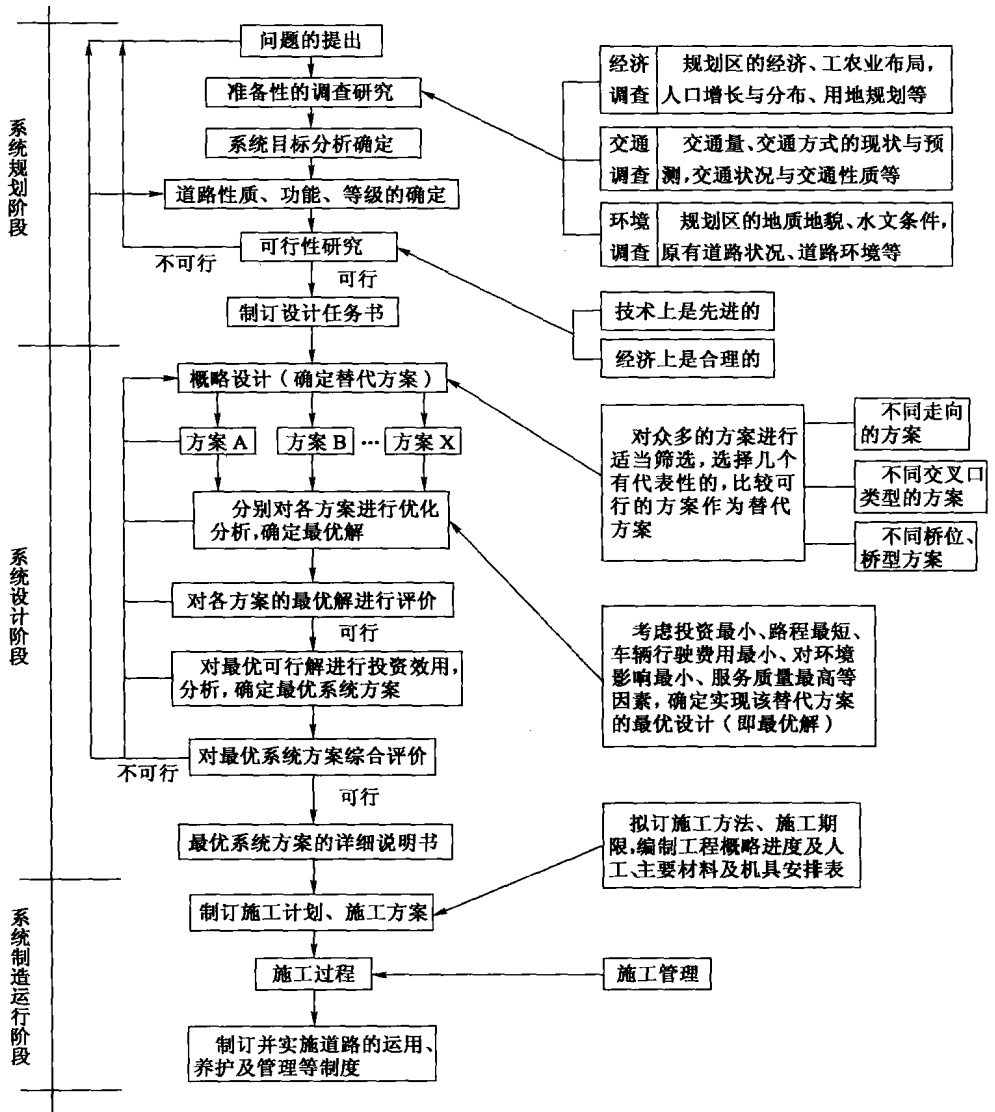 问题的提出
准备性的调查研究
系统目标分析确定
道路性质、功能、等级的确定
可行性研究
不可行
可行
制订设计任务书
系统规划阶段
经济
调查
规划区的经济、工农业布局,
人口增长与分布、用地规划等
交通
调查
交通量、交通方式的现状与预
测,交通状况与交通性质等
环境
调查
规划区的地质地貌、水文条件,
原有道路状况、道路环境等
技术上是先进的
经济上是合理的
概略设计（确定替代方案）
方案 A
方案 B
…
方案 X
分别对各方案进行优化
分析,确定最优解
对各方案的最优解进行评价
可行
对最优可行解进行投资效用,
分析,确定最优系统方案
对最优系统方案综合评价
不可行
可行
最优系统方案的详细说明书
系统设计阶段
对众多的方案进行
适当筛选,选择几个
有代表性的,比较可
行的方案作为替代
方案
不同走向
的方案
不同交叉口
类型的方案
不同桥位、
桥型方案
考虑投资最小、路程最短、
车辆行驶费用最小、对环境
影响最小、服务质量最高等
因素,确定实现该替代方案
的最优设计（即最优解）
拟订施工方法、施工期
限,编制工程概略进度及人
工、主要材料及机具安排表
制订施工计划、施工方案
施工过程
施工管理
制订并实施道路的运用、
养护及管理等制度
系统制造运行阶段